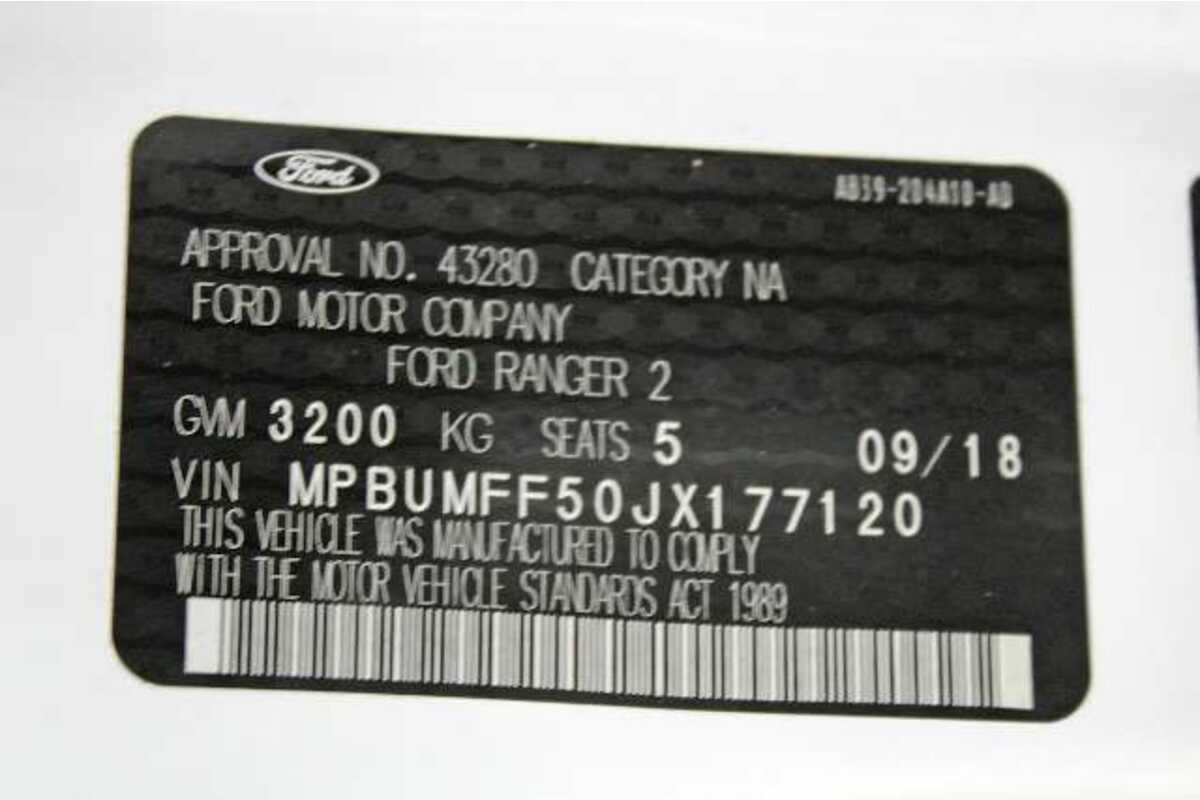 Ford
AB39-2D4A10-AD
APPROVAL NO. 43280 CATEGORY NA
FORD MOTOR COMPANY
FORD RANGER 2
GVM 3200 KG SEATS 5 09/18
VIN MPBUMFF50JX177120
THIS VEHICLE WAS MANUFACTURED TO COMPLY
WITH THE MOTOR VEHICLE STANDARDS ACT 1989